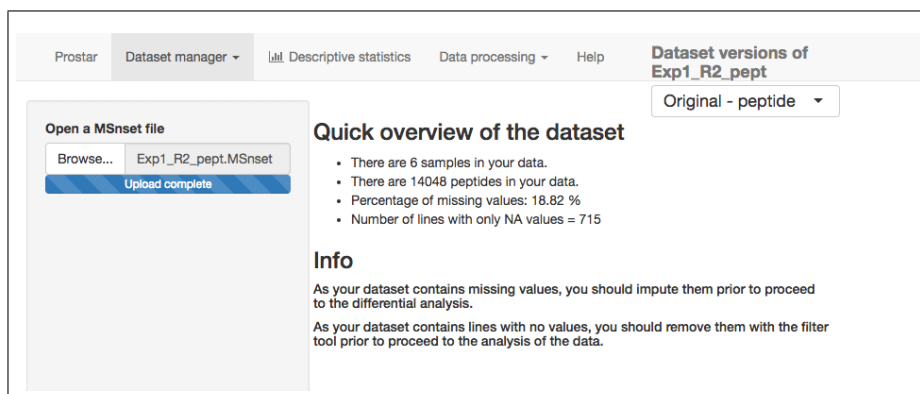 Prostar Dataset manager Descriptive statistics Data processing Help
Dataset versions of
Exp1_R2_pept
Original - peptide
Open a MSnset file
Browse... Exp1_R2_pept.MSnset
Upload complete
Quick overview of the dataset
• There are 6 samples in your data.
• There are 14048 peptides in your data.
• Percentage of missing values: 18.82 %
• Number of lines with only NA values = 715
Info
As your dataset contains missing values, you should impute them prior to proceed
to the differential analysis.
As your dataset contains lines with no values, you should remove them with the filter
tool prior to proceed to the analysis of the data.